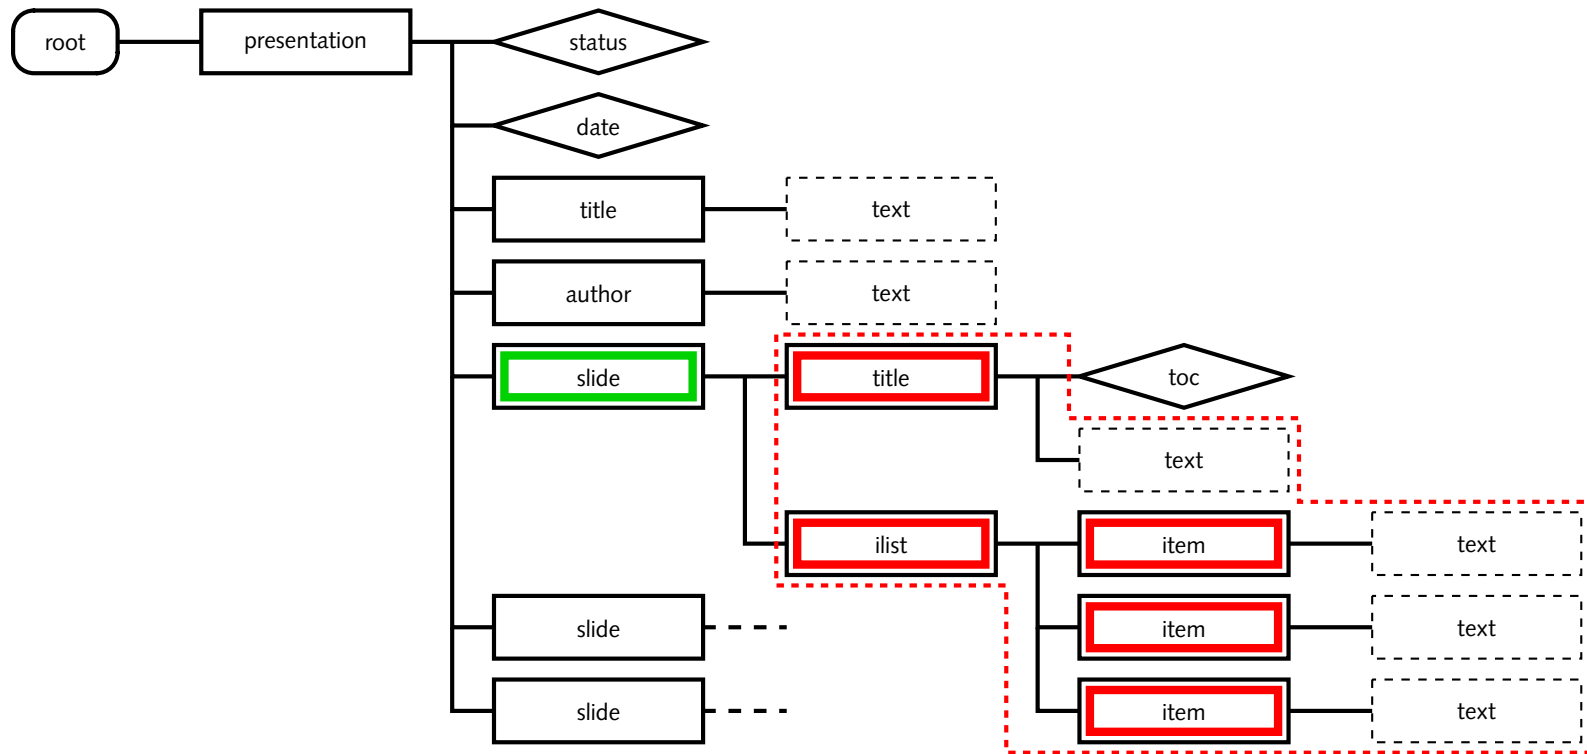 root
presentation
status
date
title
text
author
text
slide
title
toc
text
ilist
item
text
slide
item
text
slide
item
text